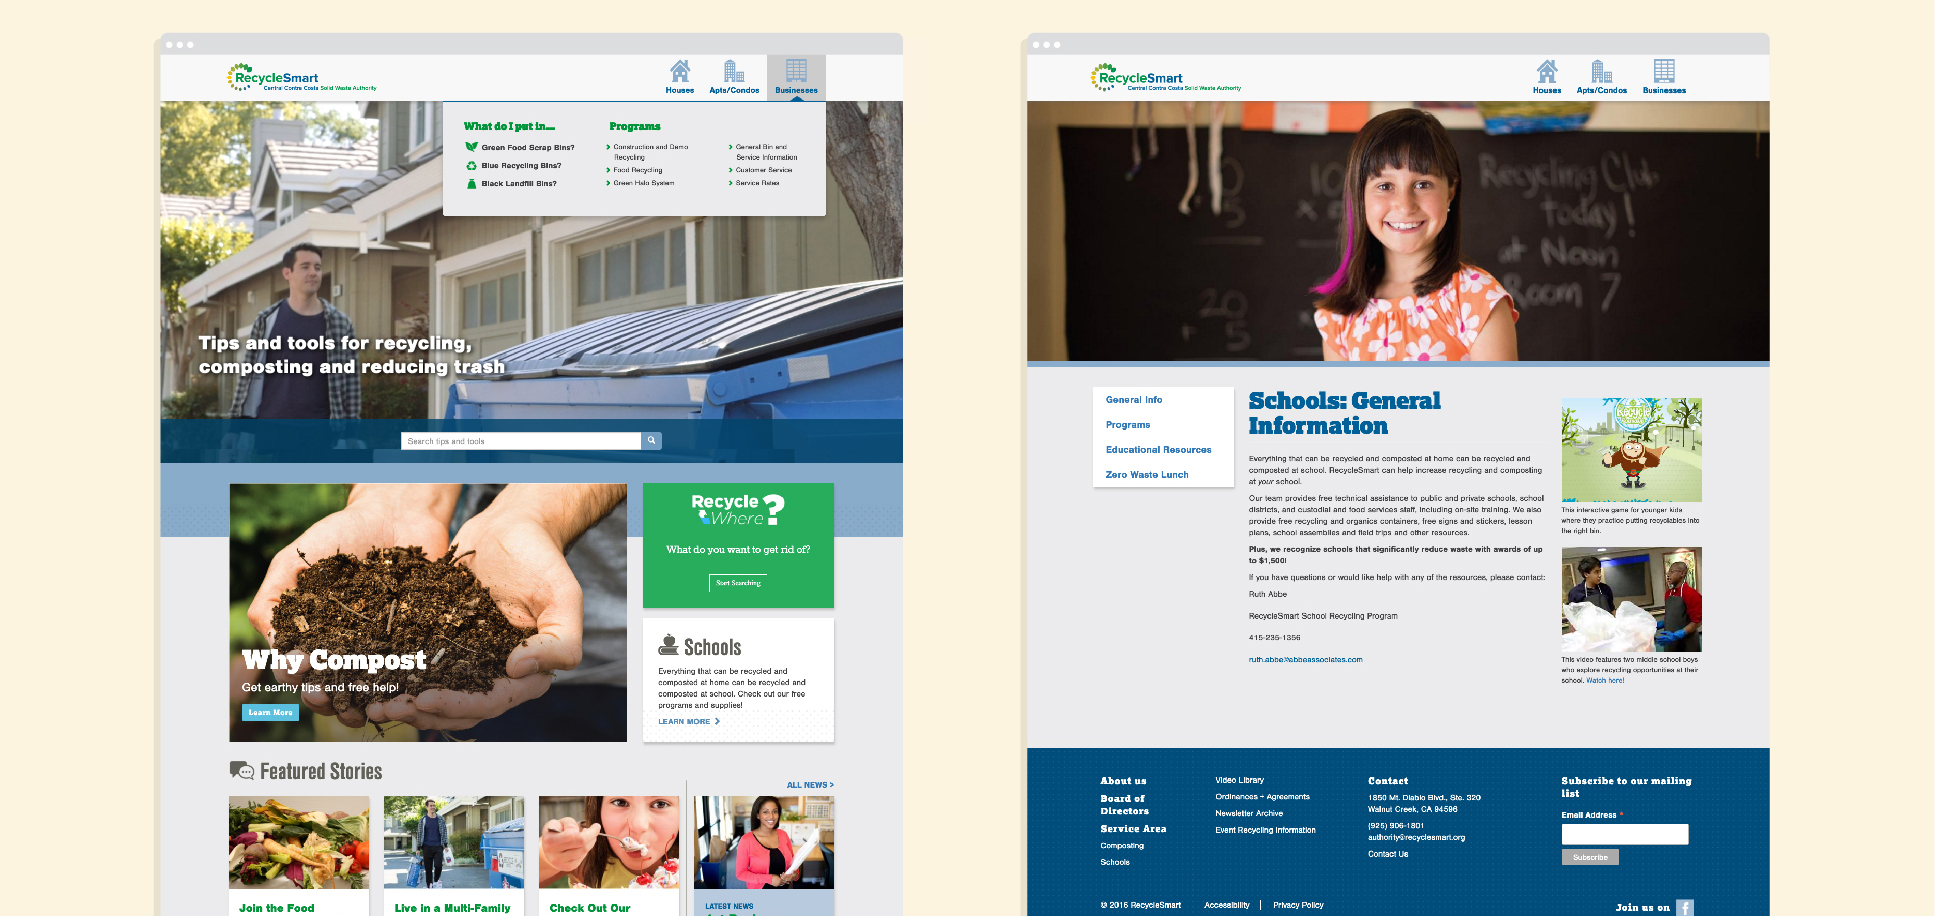 RecycleSmart
Central Contra Costa Solid Waste Authority
Houses
Apts/Condos
Businesses
What do I put in...
Green Food Scrap Bins?
Blue Recycling Bins?
Black Landfill Bins?
Programs
Construction and Demo
Recycling
Food Recycling
Green Halo System
General Bin and
Service Information
Customer Service
Service Rates
Tips and tools for recycling,
composting and reducing trash
Search tips and tools
Why Compost
Get earthy tips and free help!
Learn More
Recycle
Where?
What do you want to get rid of?
Start Searching
Schools
Everything that can be recycled and
composted at home can be recycled and
composted at school. Check out our free
programs and supplies!
LEARN MORE
Featured Stories
ALL NEWS >
Join the Food
Live in a Multi-Family
Check Out Our
LATEST NEWS
RecycleSmart
Central Contra Costa Solid Waste Authority
Houses
Apts/Condos
Businesses
Recycling Club
today!
at Noon
Room 7
20
+ 5
General Info
Programs
Educational Resources
Zero Waste Lunch
Schools: General
Information
Everything that can be recycled and composted at home can be recycled and
composted at school. RecycleSmart can help increase recycling and composting
at your school.
Our team provides free technical assistance to public and private schools, school
districts, and custodial and food services staff, including on-site training. We also
provide free recycling and organics containers, free signs and stickers, lesson
plans, school assemblies and field trips and other resources.
Plus, we recognize schools that significantly reduce waste with awards of up
to $1,500!
If you have questions or would like help with any of the resources, please contact:
Ruth Abbe
RecycleSmart School Recycling Program
415-235-1356
ruth.abbe@abbeassociates.com
Recycle
This interactive game for younger kids
where they practice putting recyclables into
the right bin.
This video features two middle school boys
who explore recycling opportunities at their
school. Watch here!
About us
Board of
Directors
Service Area
Composting
Schools
Video Library
Ordinances + Agreements
Newsletter Archive
Event Recycling Information
Contact
1850 Mt. Diablo Blvd., Ste. 320
Walnut Creek, CA 94596
(925) 906-1801
authority@recyclesmart.org
Contact Us
Subscribe to our mailing
list
Email Address *
Subscribe
© 2016 RecycleSmart
Accessibility
Privacy Policy
Join us on f